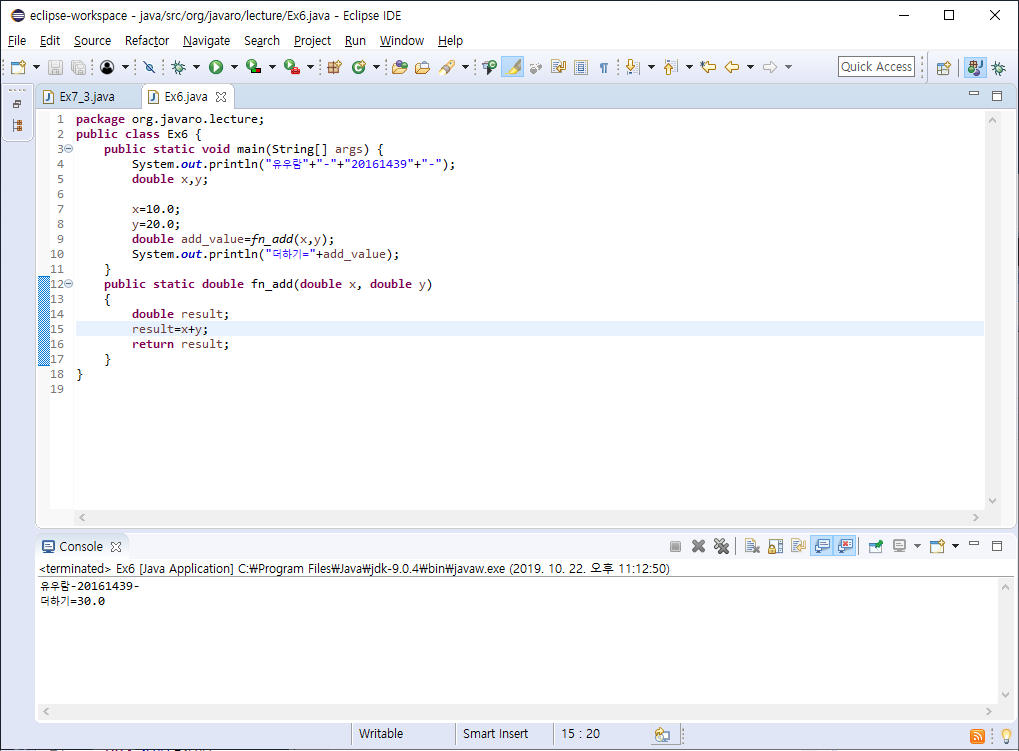 eclipse-workspace - java/src/org/javaro/lecture/Ex6.java - Eclipse IDE
File Edit Source Refactor Navigate Search Project Run Window Help
Quick Access
Ex7_3.java Ex6.java
1 package org.javaro.lecture;
2 public class Ex6 {
3 public static void main(String[] args) {
4 System.out.println("유우람"+"-"+"20161439"+"-");
5 double x,y;
6
7 x=10.0;
8 y=20.0;
9 double add_value=fn_add(x,y);
10 System.out.println("더하기="+add_value);
11 }
12 public static double fn_add(double x, double y)
13 {
14 double result;
15 result=x+y;
16 return result;
17 }
18 }
19
Console
<terminated> Ex6 [Java Application] C:₩Program Files₩Java₩jdk-9.0.4₩bin₩javaw.exe (2019. 10. 22. 오후 11:12:50)
유우람-20161439-
더하기=30.0
Writable Smart Insert 15 : 20